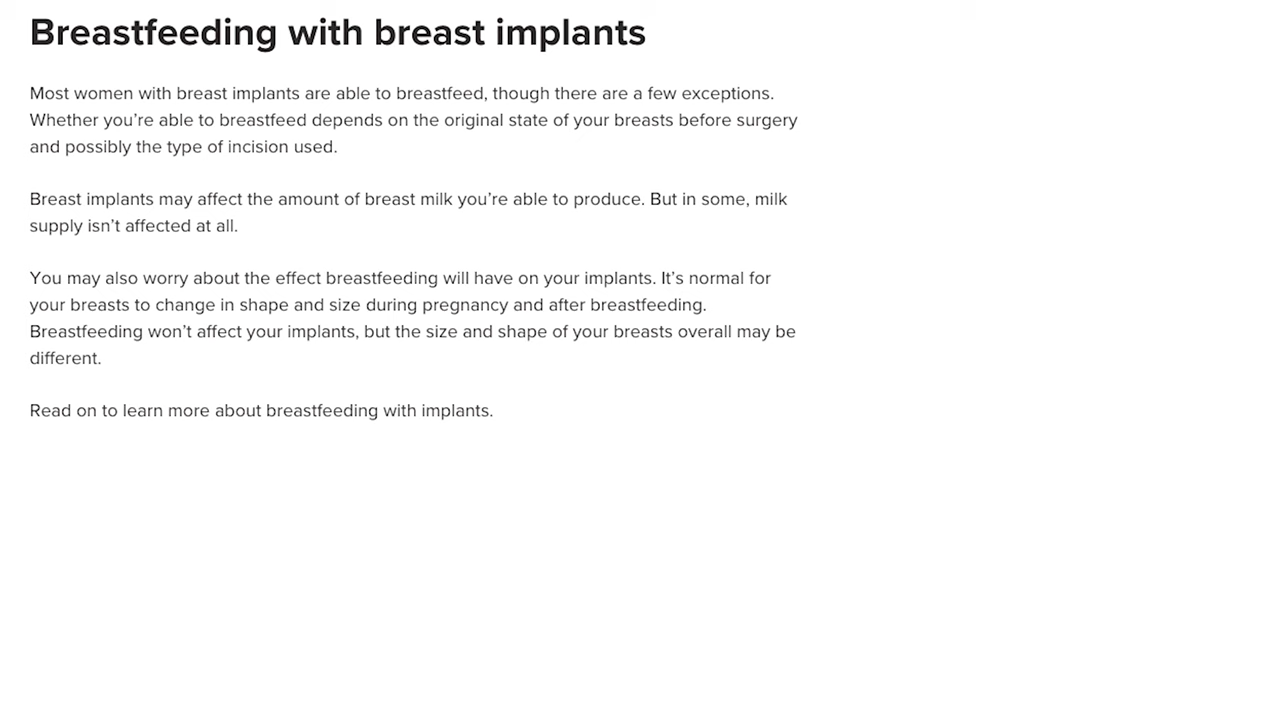 Breastfeeding with breast implants
Most women with breast implants are able to breastfeed, though there are a few exceptions.
Whether you’re able to breastfeed depends on the original state of your breasts before surgery
and possibly the type of incision used.
Breast implants may affect the amount of breast milk you’re able to produce. But in some, milk
supply isn’t affected at all.
You may also worry about the effect breastfeeding will have on your implants. It’s normal for
your breasts to change in shape and size during pregnancy and after breastfeeding.
Breastfeeding won’t affect your implants, but the size and shape of your breasts overall may be
different.
Read on to learn more about breastfeeding with implants.